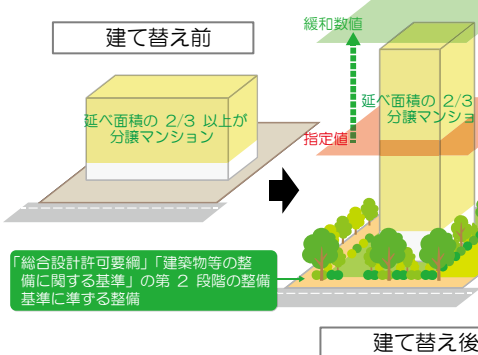 建て替え前
延べ面積の 2/3 以上が
分譲マンション
緩和数値
延べ面積の 2/3
分譲マンショ
指定値
「総合設計許可要綱」「建築物等の整
備に関する基準」の第 2 段階の整備
基準に準ずる整備
建て替え後